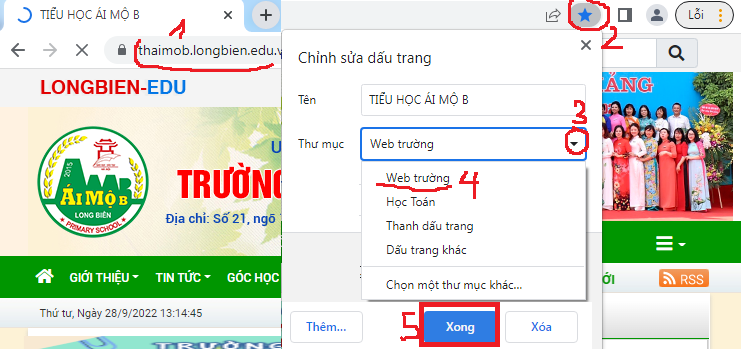 TIỂU HỌC ÁI MỘ B
1
thaimob.longbien.edu.v
2
Lỗi
LONGBIEN-EDU
Chỉnh sửa dấu trang
Tên
TIỂU HỌC ÁI MỘ B
3
Thư mục
Web trường
Web trường
4
Học Toán
Thanh dấu trang
Dấu trang khác
Chọn một thư mục khác...
Thêm...
5
Xong
Xóa
2015
ÁI MỘ B
LONG BIÊN
PRIMARY SCHOOL
U
TRƯỜNG
Địa chỉ: Số 21, ngõ
GIỚI THIỆU
TIN TỨC
GÓC HỌC
Thứ tư, Ngày 28/9/2022 13:14:45
RSS